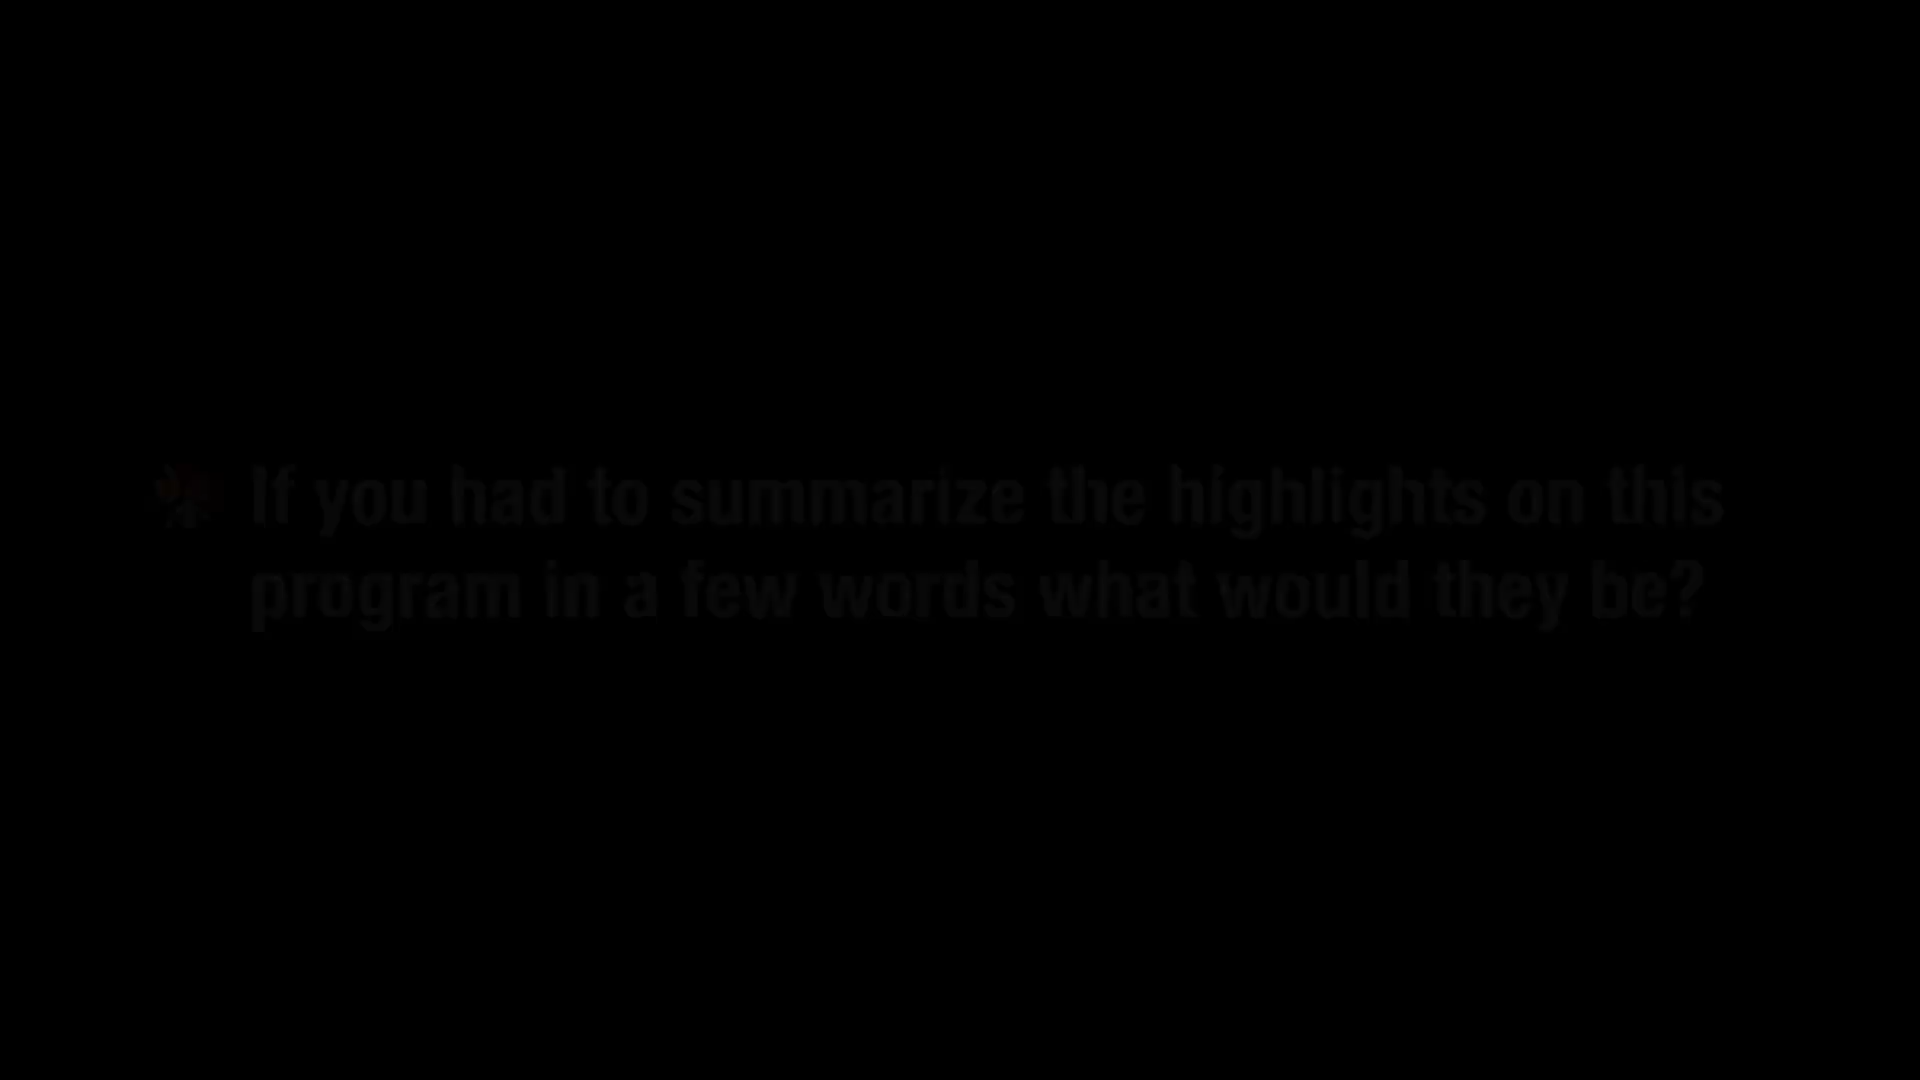 If you had to summarize the highlights on this
program in a few words what would they be?